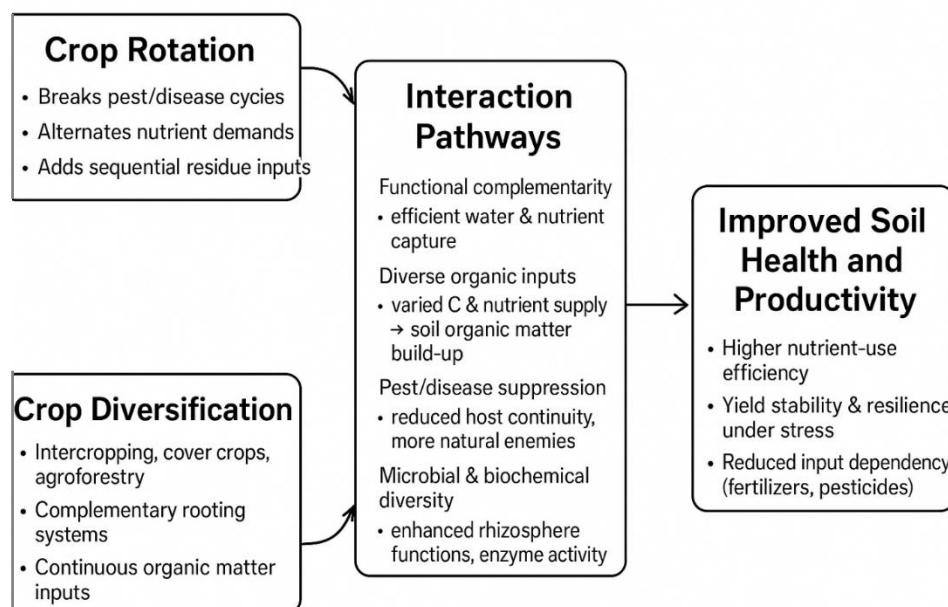 Crop Rotation
• Breaks pest/disease cycies
• Alternates nutrient demands
• Adds sequential residue inputs
Crop Diversification
• Intercropping, cover crops,
agroforestry
• Complementary rooting
systems
• Continuous organic matter
inputs
Interaction
Pathways
Functional complementarity
• efficient water & nutrient
capture
Diverse organic inputs
• varied C & nutrient supply
→ soil organic matter
build-up
Pest/disease suppression
• reduced host continuity,
more natural enemies
Microbial & biochemical
diversity
• enhanced rhizosphere
functions, enzyme activity
Improved Soil
Health and
Productivity
• Higher nutrient-use
efficiency
• Yield stability & resilience
under stress
• Reduced input dependency
(fertilizers, pesticides)